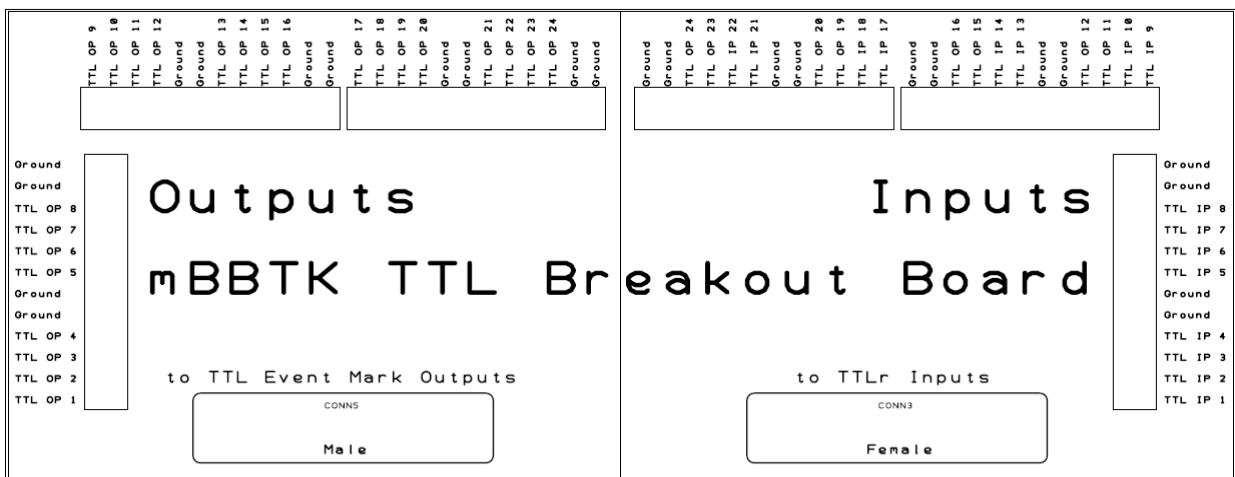 TTL OP 9
TTL OP 10
TTL OP 11
TTL OP 12
Ground
Ground
TTL OP 13
TTL OP 14
TTL OP 15
TTL OP 16
Ground
Ground
TTL OP 17
TTL OP 18
TTL OP 19
TTL OP 20
Ground
Ground
TTL OP 21
TTL OP 22
TTL OP 23
TTL OP 24
Ground
Ground
Ground
Ground
TTL OP 24
TTL OP 23
TTL IP 22
TTL IP 21
Ground
Ground
TTL OP 20
TTL OP 19
TTL IP 18
TTL IP 17
Ground
Ground
TTL OP 16
TTL OP 15
TTL IP 14
TTL IP 13
Ground
Ground
TTL OP 12
TTL OP 11
TTL IP 10
TTL IP 9
Ground
Ground
TTL OP 8
TTL OP 7
TTL OP 6
TTL OP 5
Ground
Ground
TTL OP 4
TTL OP 3
TTL OP 2
TTL OP 1
Outputs
Inputs
mBBTK TTL Breakout Board
to TTL Event Mark Outputs
CONN5
Male
to TTLr Inputs
CONN3
Female
Ground
Ground
TTL IP 8
TTL IP 7
TTL IP 6
TTL IP 5
Ground
Ground
TTL IP 4
TTL IP 3
TTL IP 2
TTL IP 1